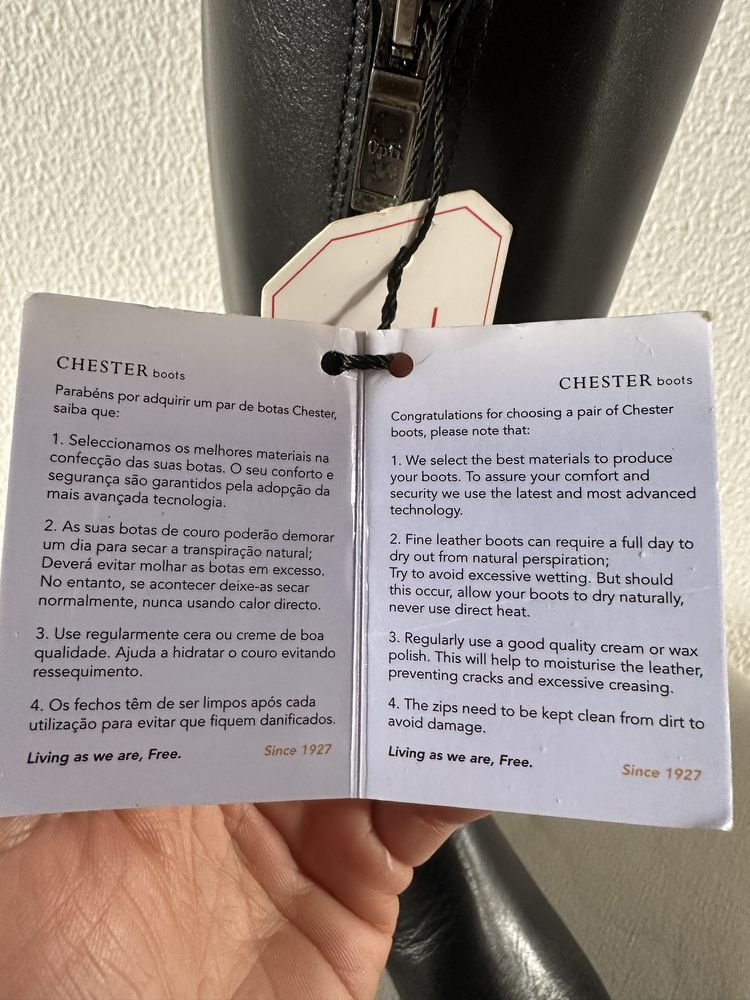 CHESTER boots
Parabéns por adquirir um par de botas Chester,
saiba que:
1. Seleccionamos os melhores materiais na
confecção das suas botas. O seu conforto e
segurança são garantidos pela adopção da
mais avançada tecnologia.
2. As suas botas de couro poderão demorar
um dia para secar a transpiração natural;
Deverá evitar molhar as botas em excesso.
No entanto, se acontecer deixe-as secar
normalmente, nunca usando calor directo.
3. Use regularmente cera ou creme de boa
qualidade. Ajuda a hidratar o couro evitando
ressequimento.
4. Os fechos têm de ser limpos após cada
utilização para evitar que fiquem danificados.
Living as we are, Free.
Since 1927
CHESTER boots
Congratulations for choosing a pair of Chester
boots, please note that:
1. We select the best materials to produce
your boots. To assure your comfort and
security we use the latest and most advanced
technology.
2. Fine leather boots can require a full day to
dry out from natural perspiration;
Try to avoid excessive wetting. But should
this occur, allow your boots to dry naturally,
never use direct heat.
3. Regularly use a good quality cream or wax
polish. This will help to moisturise the leather,
preventing cracks and excessive creasing.
4. The zips need to be kept clean from dirt to
avoid damage.
Living as we are, Free.
Since 1927